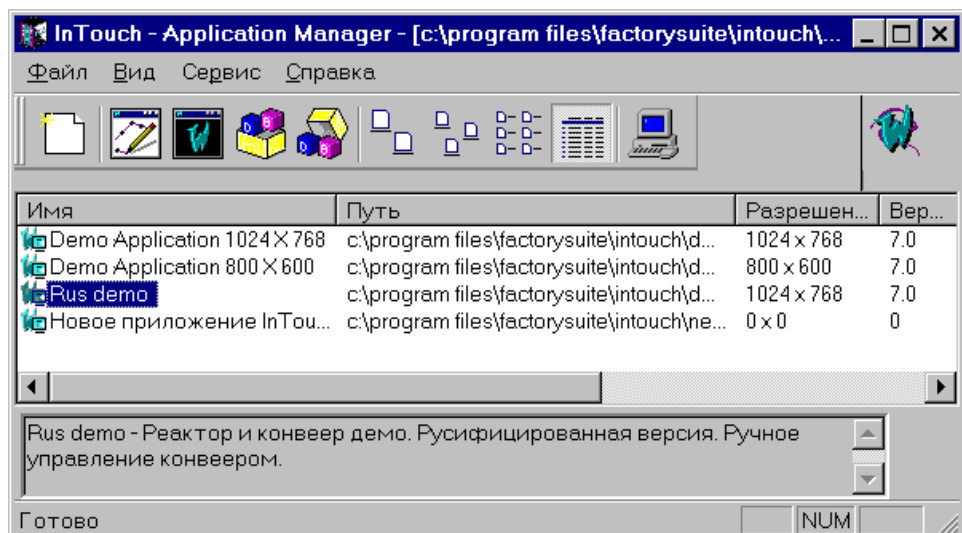 InTouch - Application Manager - [c:\program files\factorysuite\intouch\...
Файл Вид Сервис Справка
Имя Путь Разрешен... Вер...
Demo Application 1024 X 768 c:\program files\factorysuite\intouch\d... 1024 x 768 7.0
Demo Application 800 X 600 c:\program files\factorysuite\intouch\d... 800 x 600 7.0
Rus demo c:\program files\factorysuite\intouch\d... 1024 x 768 7.0
Новое приложение InTou... c:\program files\factorysuite\intouch\ne... 0 x 0 0
Rus demo - Реактор и конвеер демо. Русифицированная версия. Ручное
управление конвеером.
Готово NUM